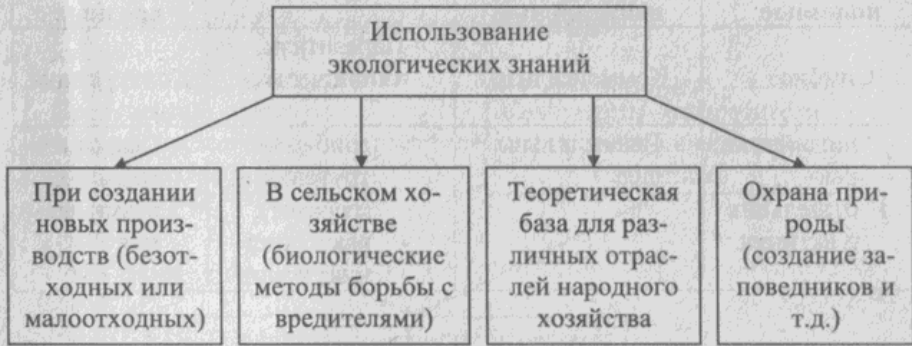 Использование
экологических знаний
При создании
новых произ-
водств (безот-
ходных или
малоотходных)
В сельском хо-
зяйстве
(биологические
методы борьбы с
вредителями)
Теоретическая
база для раз-
личных отрас-
лей народного
хозяйства
Охрана при-
роды
(создание за-
поведников и
т.д.)